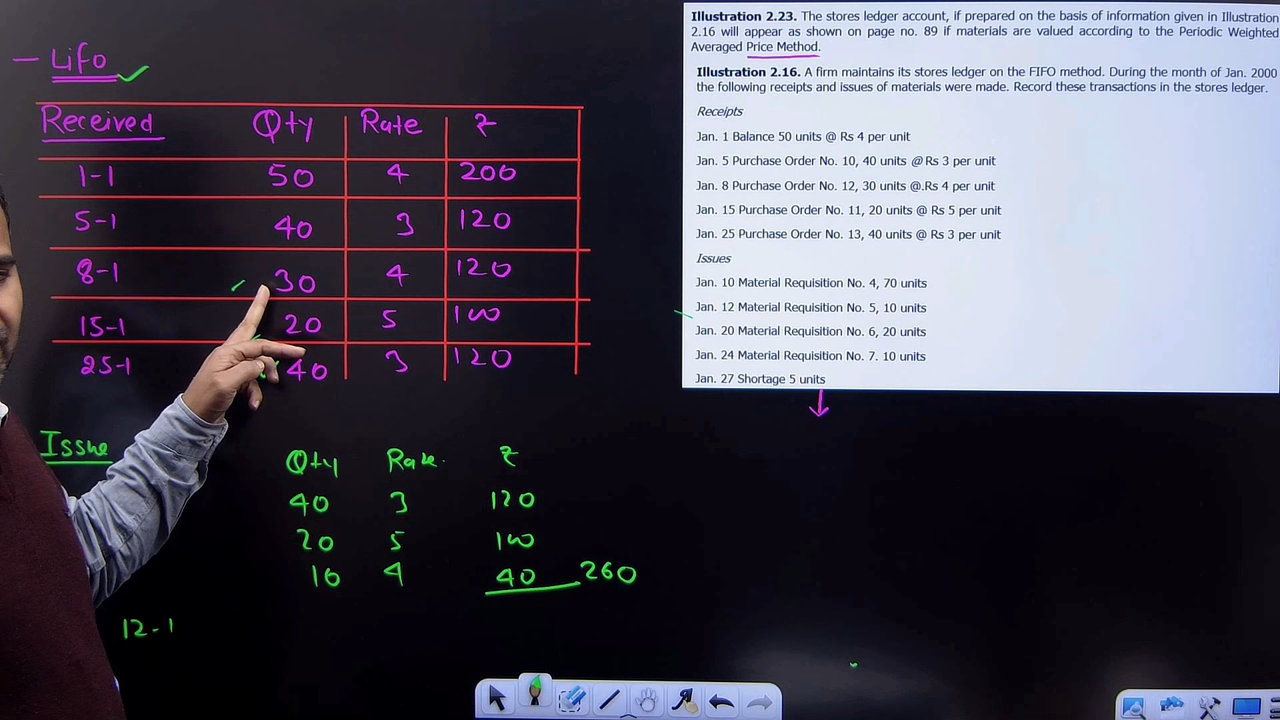 – Lifo
Received Qty Rate ₹
1-1 50 4 200
5-1 40 3 120
8-1 30 4 120
15-1 20 5 100
25-1 40 3 120
Issue
Qty Rate. ₹
40 3 120
20 5 100
10 4 40 260
12-1
Illustration 2.23. The stores ledger account, if prepared on the basis of information given in Illustration
2.16 will appear as shown on page no. 89 if materials are valued according to the Periodic Weighted
Averaged Price Method.
Illustration 2.16. A firm maintains its stores ledger on the FIFO method. During the month of Jan. 2000
the following receipts and issues of materials were made. Record these transactions in the stores ledger.
Receipts
Jan. 1 Balance 50 units @ Rs 4 per unit
Jan. 5 Purchase Order No. 10, 40 units @ Rs 3 per unit
Jan. 8 Purchase Order No. 12, 30 units @.Rs 4 per unit
Jan. 15 Purchase Order No. 11, 20 units @ Rs 5 per unit
Jan. 25 Purchase Order No. 13, 40 units @ Rs 3 per unit
Issues
Jan. 10 Material Requisition No. 4, 70 units
Jan. 12 Material Requisition No. 5, 10 units
Jan. 20 Material Requisition No. 6, 20 units
Jan. 24 Material Requisition No. 7. 10 units
Jan. 27 Shortage 5 units